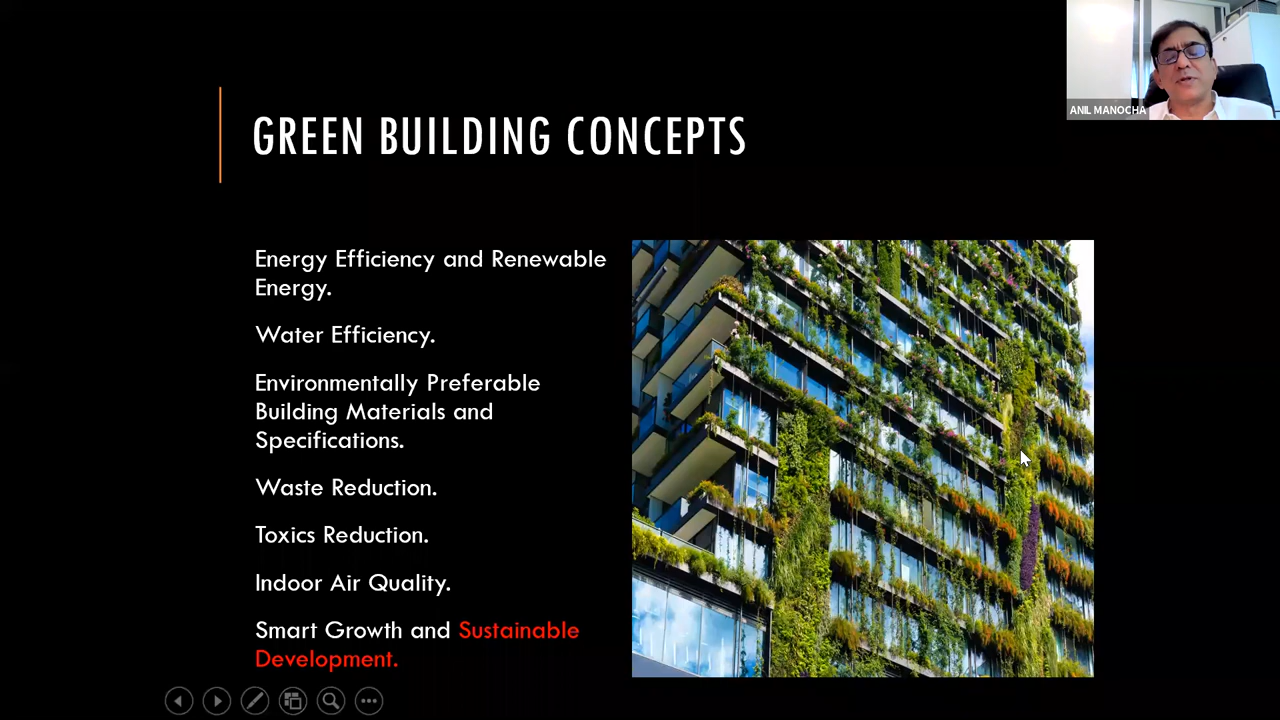 GREEN BUILDING CONCEPTS
ANIL MANOCHA
Energy Efficiency and Renewable
Energy.
Water Efficiency.
Environmentally Preferable
Building Materials and
Specifications.
Waste Reduction.
Toxics Reduction.
Indoor Air Quality.
Smart Growth and Sustainable
Development.